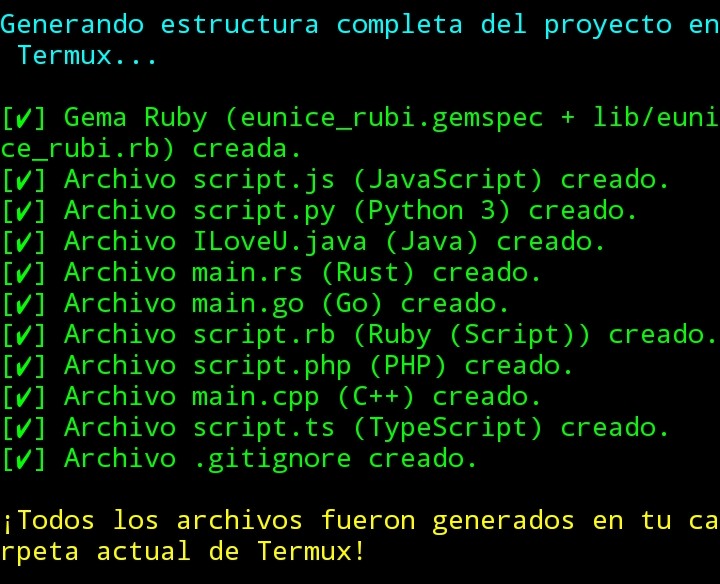 Generando estructura completa del proyecto en
Termux...
[✔] Gema Ruby (eunice_rubi.gemspec + lib/euni
ce_rubi.rb) creada.
[✔] Archivo script.js (JavaScript) creado.
[✔] Archivo script.py (Python 3) creado.
[✔] Archivo ILoveU.java (Java) creado.
[✔] Archivo main.rs (Rust) creado.
[✔] Archivo main.go (Go) creado.
[✔] Archivo script.rb (Ruby (Script)) creado.
[✔] Archivo script.php (PHP) creado.
[✔] Archivo main.cpp (C++) creado.
[✔] Archivo script.ts (TypeScript) creado.
[✔] Archivo .gitignore creado.
¡Todos los archivos fueron generados en tu ca
rpeta actual de Termux!